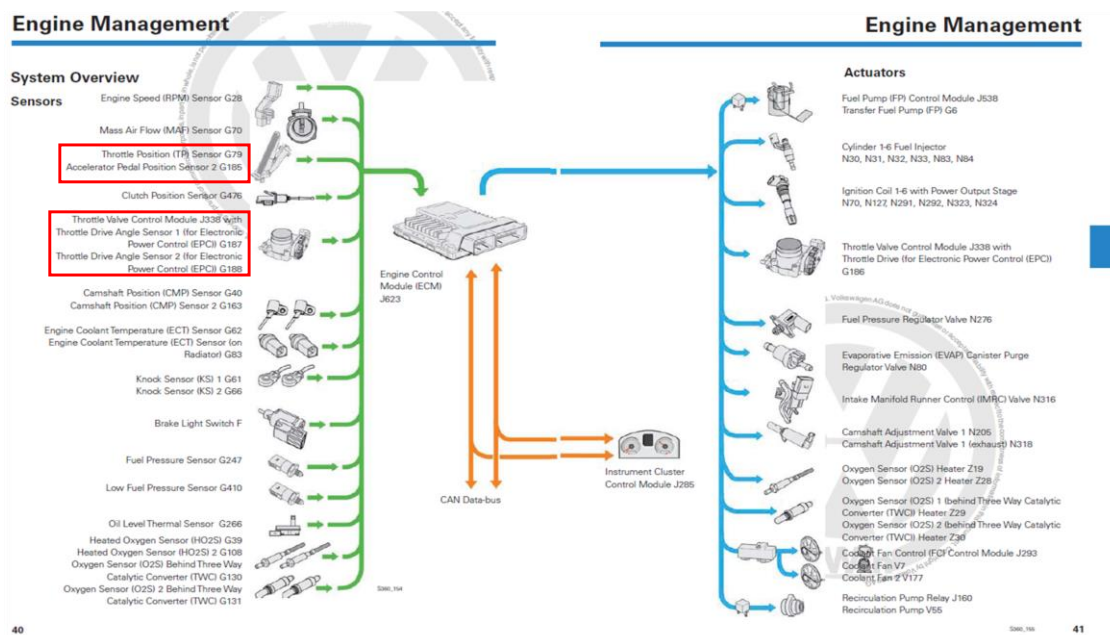 Engine Management
Engine Management
System Overview
Sensors
Engine Speed (RPM) Sensor G28
Mass Air Flow (MAF) Sensor G70
Throttle Position (TP) Sensor G79
Accelerator Pedal Position Sensor 2 G185
Clutch Position Sensor G476
Throttle Valve Control Module J338 with
Throttle Drive Angle Sensor 1 (for Electronic
Power Control (EPC)) G187
Throttle Drive Angle Sensor 2 (for Electronic
Power Control (EPC)) G188
Camshaft Position (CMP) Sensor G40
Camshaft Position (CMP) Sensor 2 G163
Engine Coolant Temperature (ECT) Sensor G62
Engine Coolant Temperature (ECT) Sensor (on
Radiator) G83
Knock Sensor (KS) 1 G61
Knock Sensor (KS) 2 G66
Brake Light Switch F
Fuel Pressure Sensor G247
Low Fuel Pressure Sensor G410
Oil Level Thermal Sensor G266
Heated Oxygen Sensor (HO2S) G39
Heated Oxygen Sensor (HO2S) 2 G108
Oxygen Sensor (O2S) Behind Three Way
Catalytic Converter (TWC) G130
Oxygen Sensor (O2S) 2 Behind Three Way
Catalytic Converter (TWC) G131
S360_154
40
Engine Control
Module (ECM)
J623
CAN Data-bus
Instrument Cluster
Control Module J285
Actuators
Fuel Pump (FP) Control Module J538
Transfer Fuel Pump (FP) G6
Cylinder 1-6 Fuel Injector
N30, N31, N32, N33, N83, N84
Ignition Coil 1-6 with Power Output Stage
N70, N127, N291, N292, N323, N324
Throttle Valve Control Module J338 with
Throttle Drive (for Electronic Power Control (EPC))
G186
Fuel Pressure Regulator Valve N276
Evaporative Emission (EVAP) Canister Purge
Regulator Valve N80
Intake Manifold Runner Control (IMRC) Valve N316
Camshaft Adjustment Valve 1 N205
Camshaft Adjustment Valve 1 (exhaust) N318
Oxygen Sensor (O2S) Heater Z19
Oxygen Sensor (O2S) 2 Heater Z28
Oxygen Sensor (O2S) 1 (behind Three Way Catalytic
Converter (TWC)) Heater Z29
Oxygen Sensor (O2S) 2 (behind Three Way Catalytic
Converter (TWC)) Heater Z30
Coolant Fan Control (FC) Control Module J293
Coolant Fan V7
Coolant Fan 2 V177
Recirculation Pump Relay J160
Recirculation Pump V55
S360_155
41